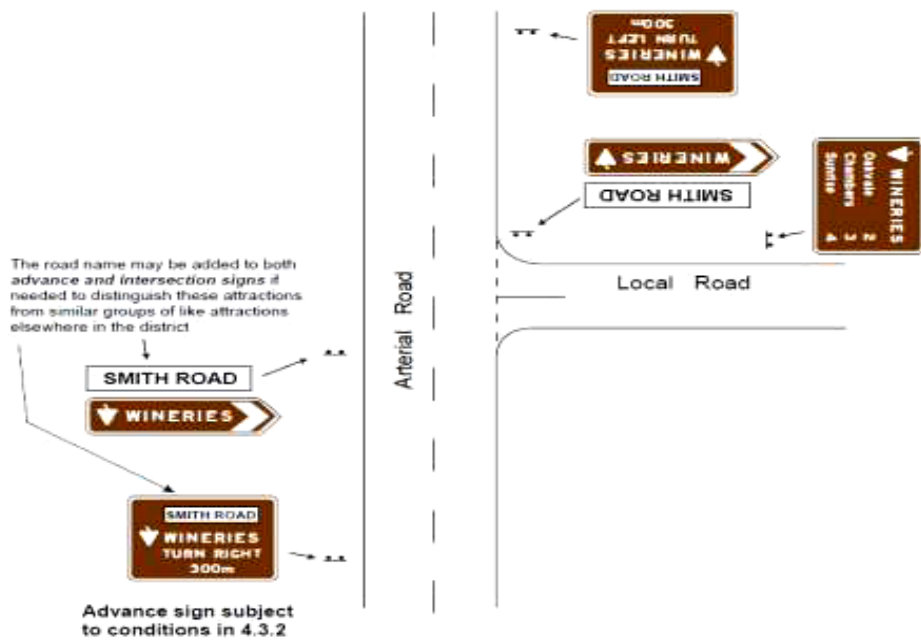 SMITH ROAD
WINERIES
TURN LEFT
300m
WINERIES
SMITH ROAD
WINERIES
Oakvale 2
Chambers 3
Sunrise 4
Local Road
Arterial Road
The road name may be added to both
advance and intersection signs if
needed to distinguish these attractions
from similar groups of like attractions
elsewhere in the district
SMITH ROAD
WINERIES
SMITH ROAD
WINERIES
TURN RIGHT
300m
Advance sign subject
to conditions in 4.3.2